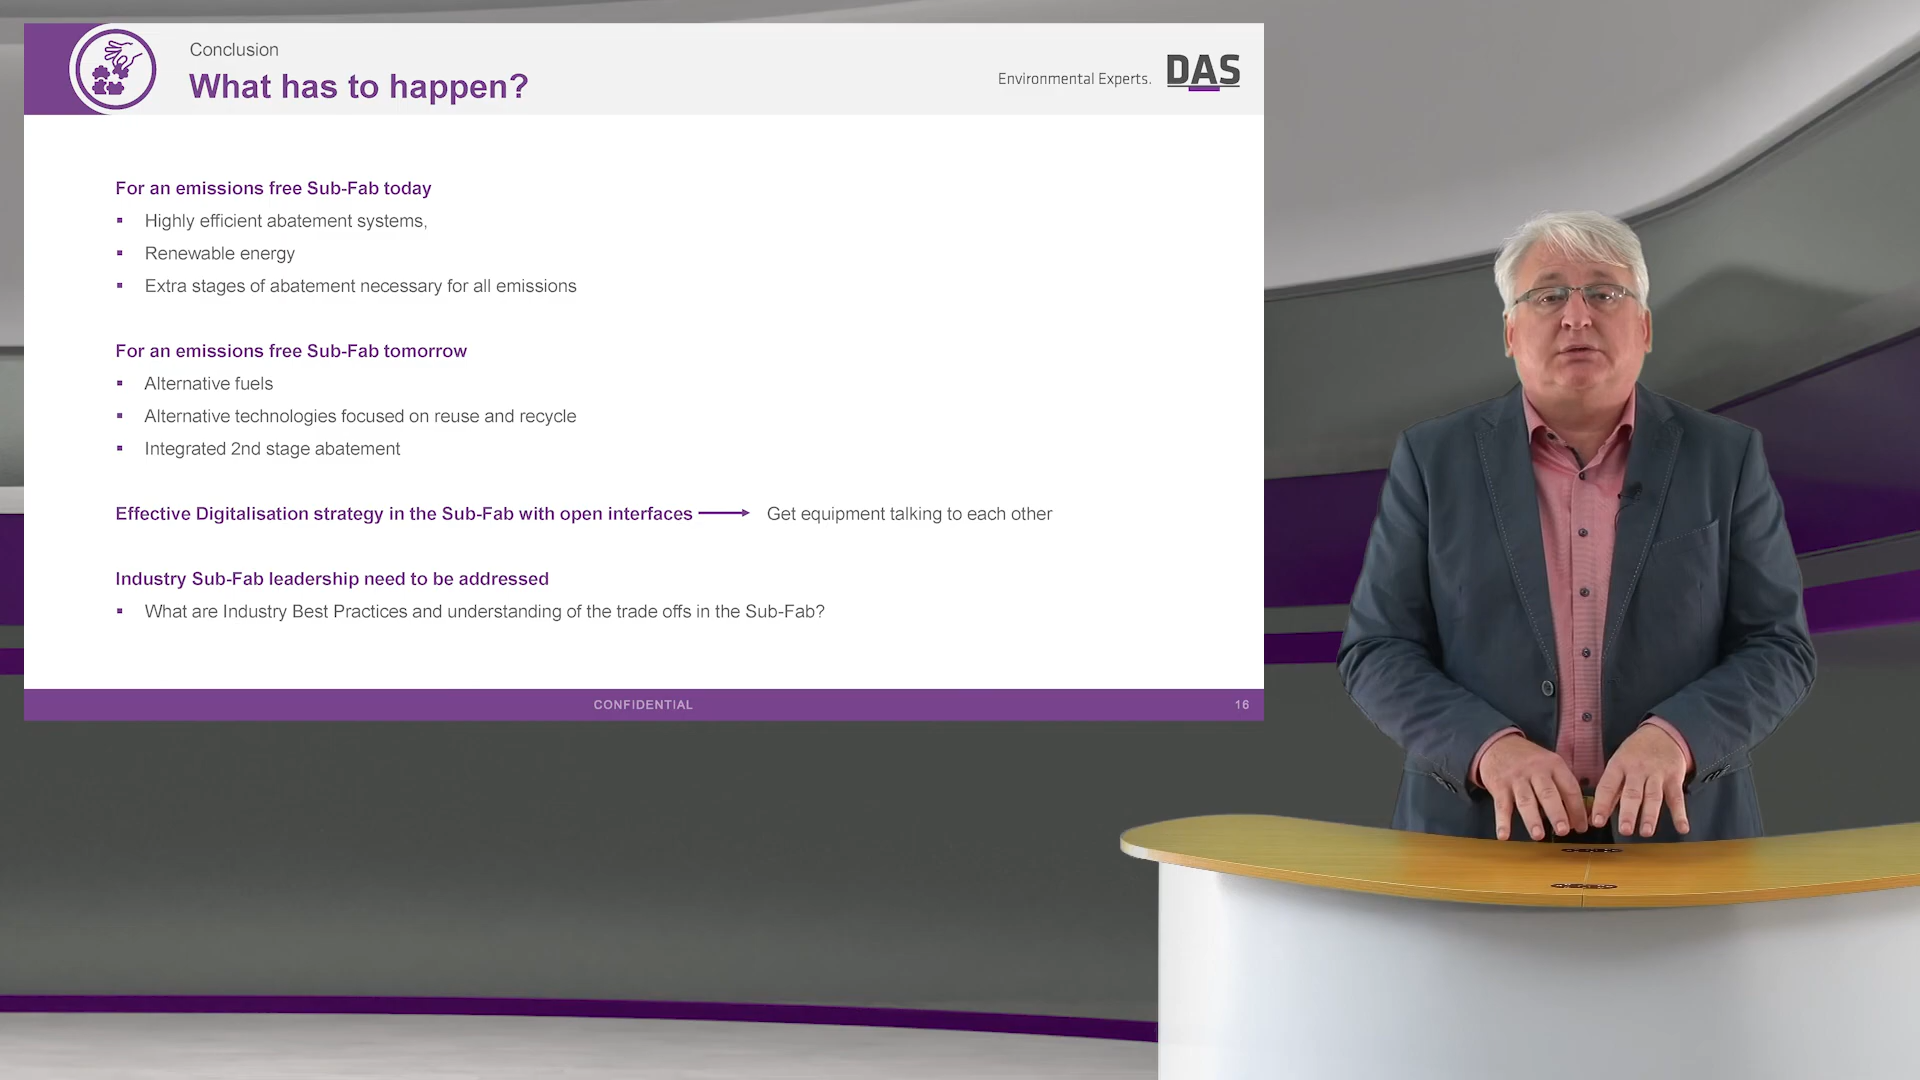 Conclusion
What has to happen?
Environmental Experts.
DAS
For an emissions free Sub-Fab today
▪ Highly efficient abatement systems,
▪ Renewable energy
▪ Extra stages of abatement necessary for all emissions
For an emissions free Sub-Fab tomorrow
▪ Alternative fuels
▪ Alternative technologies focused on reuse and recycle
▪ Integrated 2nd stage abatement
Effective Digitalisation strategy in the Sub-Fab with open interfaces → Get equipment talking to each other
Industry Sub-Fab leadership need to be addressed
▪ What are Industry Best Practices and understanding of the trade offs in the Sub-Fab?
CONFIDENTIAL
16